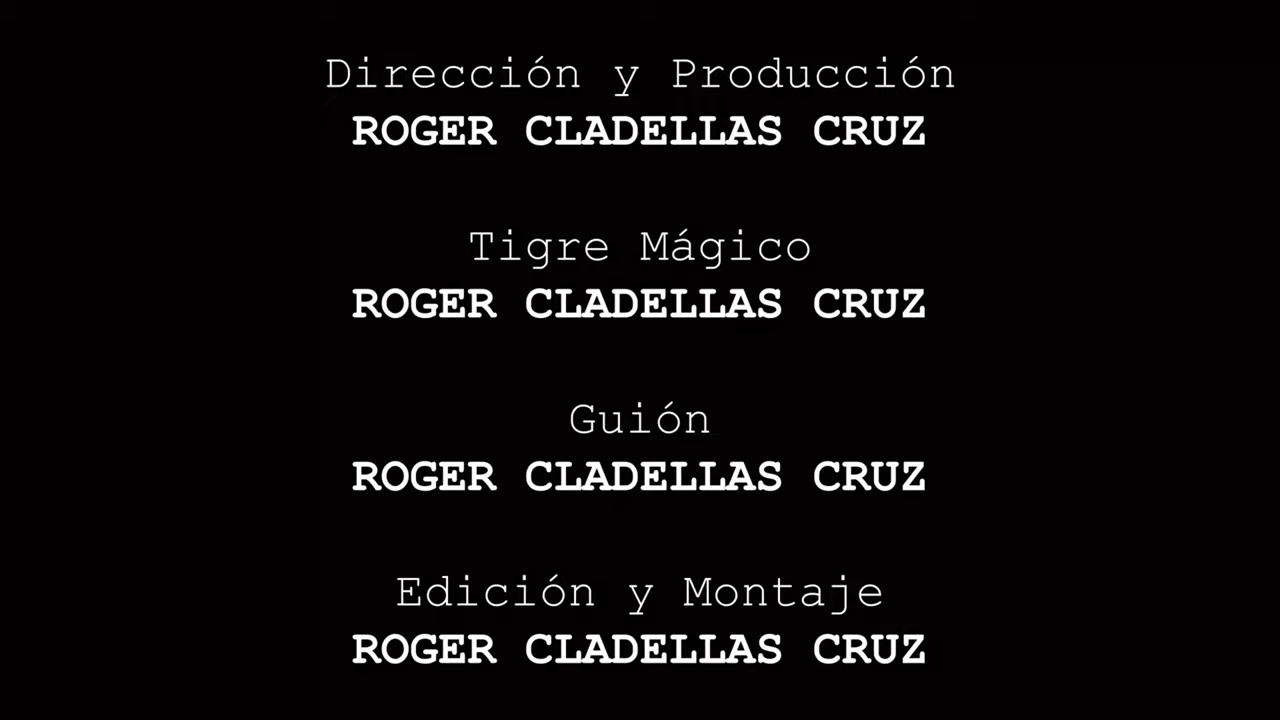 Dirección y Producción
ROGER CLADELLAS CRUZ
Tigre Mágico
ROGER CLADELLAS CRUZ
Guión
ROGER CLADELLAS CRUZ
Edición y Montaje
ROGER CLADELLAS CRUZ